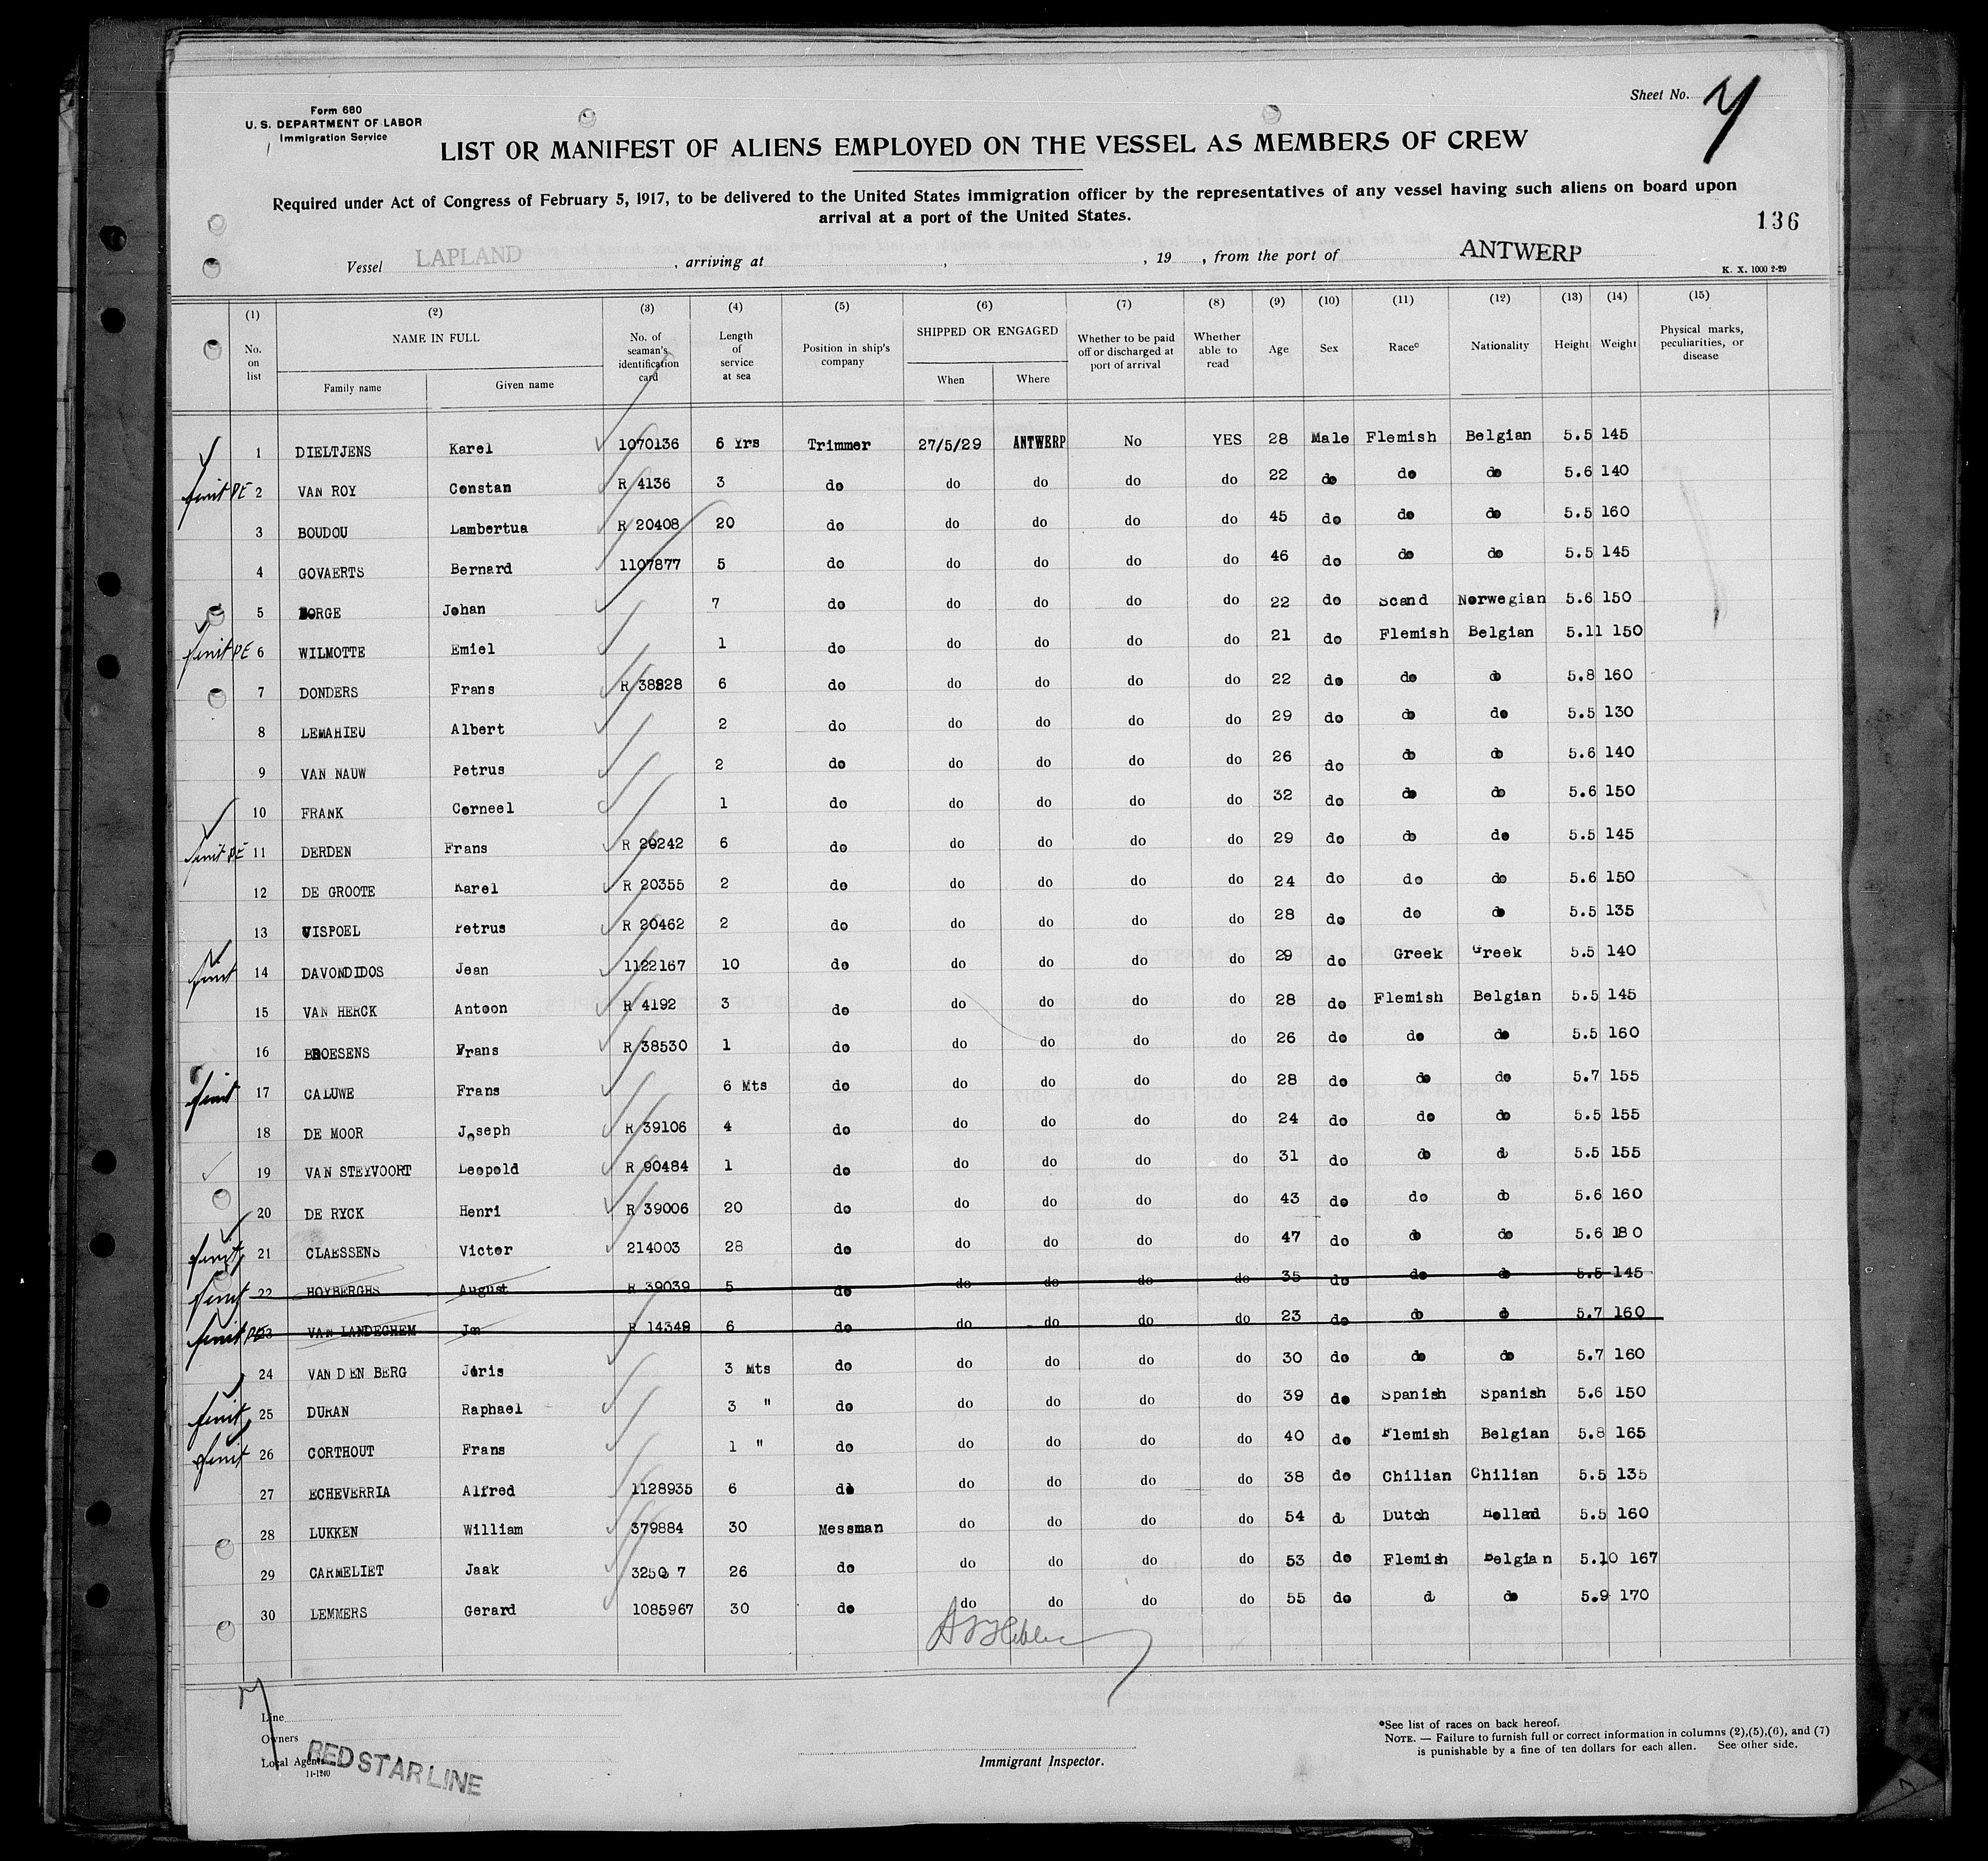 Form 680
U. S. DEPARTMENT OF LABOR
Immigration Service
Sheet No.
LIST OR MANIFEST OF ALIENS EMPLOYED ON THE VESSEL AS MEMBERS OF CREW
Required under Act of Congress of February 5, 1917, to be delivered to the United States immigration officer by the representatives of any vessel having such aliens on board upon
arrival at a port of the United States.
136
Vessel LAPLAND, arriving at , , 19 , from the port of ANTWERP
K. X. 1000 2-29
(1) (2) (3) (4) (5) (6) (7) (8) (9) (10) (11) (12) (13) (14) (15)
No. on list NAME IN FULL Family name Given name No. of seaman's identification card Length of service at sea Position in ship's company SHIPPED OR ENGAGED When Where Whether to be paid off or discharged at port of arrival Whether able to read Age Sex Race* Nationality Height Weight Physical marks, peculiarities, or disease
1 DIELTJENS Karel 1070136 6 Yrs Trimmer 27/5/29 ANTWERP No YES 28 Male Flemish Belgian 5.5 145
2 VAN ROY Constan R 4136 3 do do do do do 22 do do do 5.6 140
3 BOUDOU Lambertua R 20408 20 do do do do do 45 do do do 5.5 160
4 GOVAERTS Bernard 1107877 5 do do do do do 46 do do do 5.5 145
5 BORGE Johan 7 do do do do do 22 do Scand Norwegian 5.6 150
6 WILMOTTE Emiel 1 do do do do do 21 do Flemish Belgian 5.11 150
7 DONDERS Frans R 38828 6 do do do do do 22 do do do 5.8 160
8 LEMAHIEU Albert 2 do do do do do 29 do do do 5.5 130
9 VAN NAUW Petrus 2 do do do do do 26 do do do 5.6 140
10 FRANK Corneel 1 do do do do do 32 do do do 5.6 150
11 DERDEN Frans R 20242 6 do do do do do 29 do do do 5.5 145
12 DE GROOTE Karel R 20355 2 do do do do do 24 do do do 5.6 150
13 VISPOEL Petrus R 20462 2 do do do do do 28 do do do 5.5 135
14 DAVONDIDOS Jean 1122167 10 do do do do do 29 do Greek Greek 5.5 140
15 VAN HERCK Antoon R 4192 3 do do do do do 28 do Flemish Belgian 5.5 145
16 BROESENS Frans R 38530 1 do do do do do 26 do do do 5.5 160
17 CALUWE Frans 6 Mts do do do do do 28 do do do 5.7 155
18 DE MOOR Joseph R 39106 4 do do do do do 24 do do do 5.5 155
19 VAN STEYVOORT Leopold R 90484 1 do do do do do 31 do do do 5.5 155
20 DE RYCK Henri R 39006 20 do do do do do 43 do do do 5.6 160
21 CLAESSENS Victor 214003 28 do do do do do 47 do do do 5.6 180
22 HOYBERGHS August R 39039 5 do do do do do 35 do do do 5.5 145
23 VAN LANDEGHEM Jan R 14349 6 do do do do do 23 do do do 5.7 160
24 VAN DEN BERG Joris 3 Mts do do do do do 30 do do do 5.7 160
25 DURAN Raphael 3 " do do do do do 39 do Spanish Spanish 5.6 150
26 CORTHOUT Frans 1 " do do do do do 40 do Flemish Belgian 5.8 165
27 ECHEVERRIA Alfred 1128935 6 do do do do do 38 do Chilian Chilian 5.5 135
28 LUKKEN William 379884 30 Messman do do do do 54 do Dutch Holland 5.5 160
29 CARMELIET Jaak 26 do do do do do 53 do Flemish Belgian 5.10 167
30 LEMMERS Gerard 1085967 30 do do do do do 55 do do do 5.9 170
Line
Owners
Local Agents
11-1240
RED STAR LINE
Immigrant Inspector.
*See list of races on back hereof.
NOTE. — Failure to furnish full or correct information in columns (2),(5),(6), and (7)
is punishable by a fine of ten dollars for each alien. See other side.